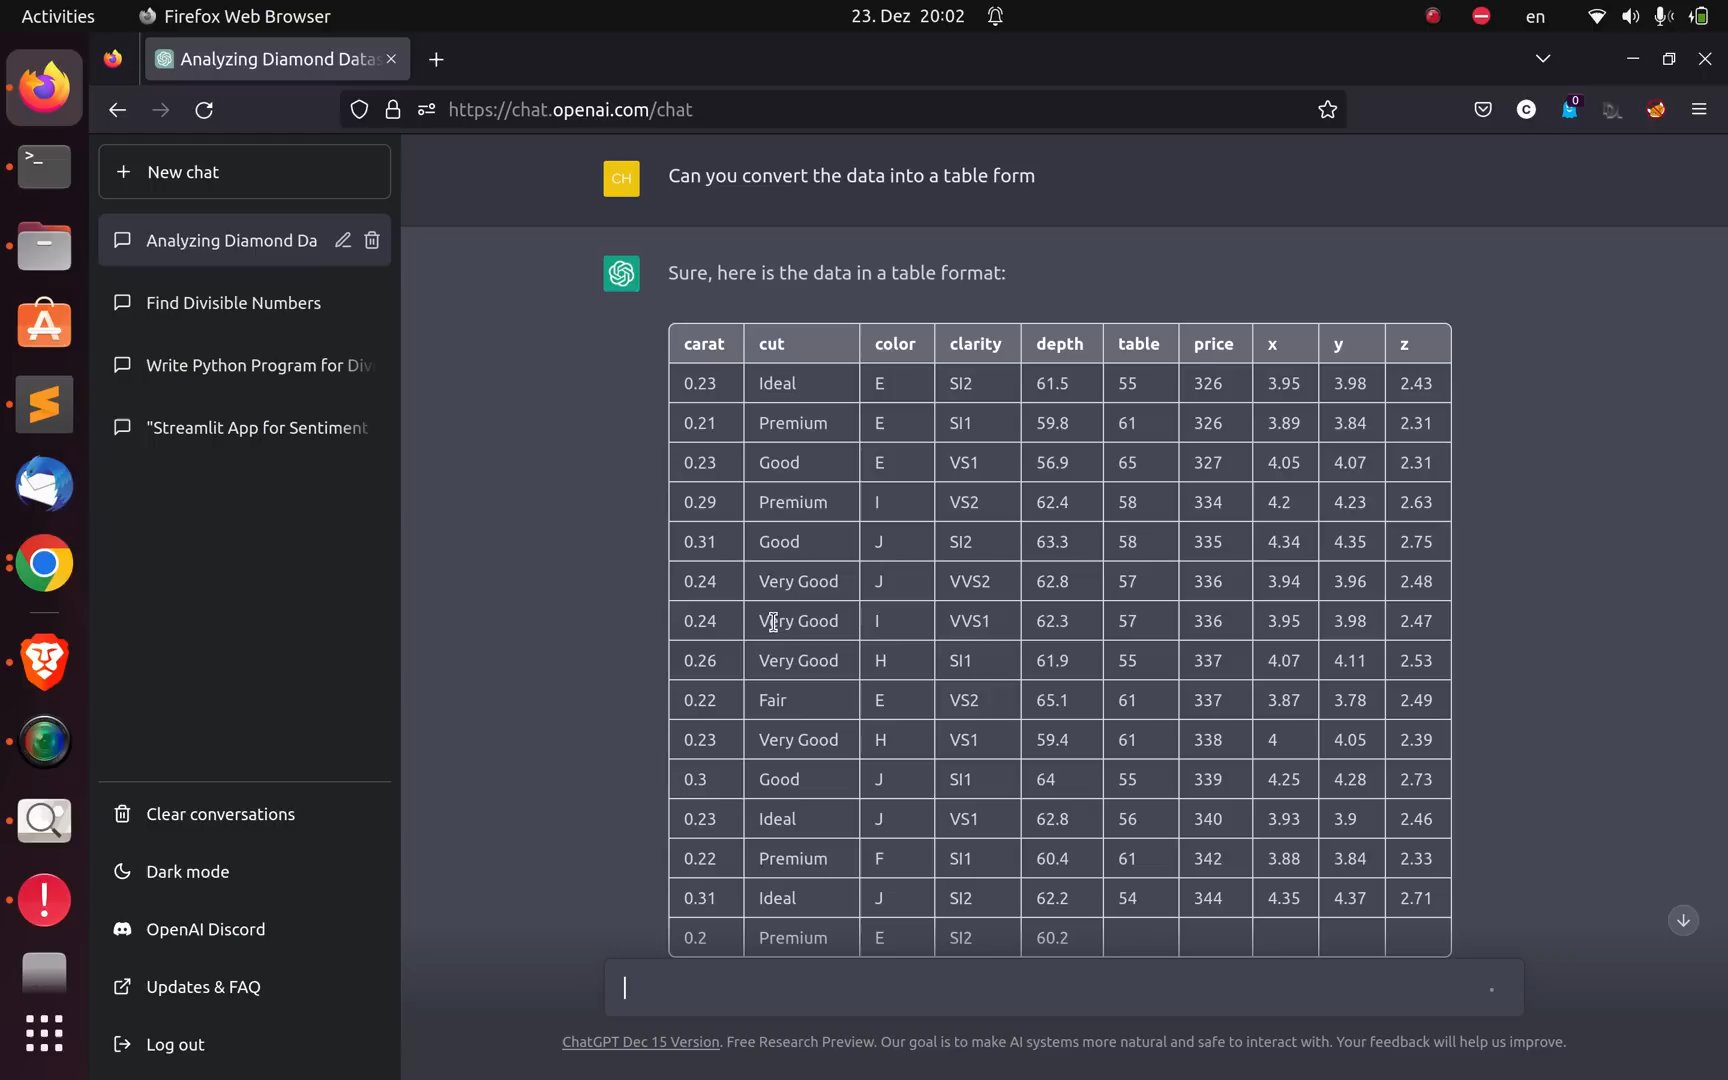 Activities
Firefox Web Browser
23. Dez 20:02
en
Analyzing Diamond Datas
https://chat.openai.com/chat
0
New chat
Analyzing Diamond Da
Find Divisible Numbers
Write Python Program for Divi
"Streamlit App for Sentiment
Clear conversations
Dark mode
OpenAI Discord
Updates & FAQ
Log out
CH
Can you convert the data into a table form
Sure, here is the data in a table format:
carat cut color clarity depth table price x y z
0.23 Ideal E SI2 61.5 55 326 3.95 3.98 2.43
0.21 Premium E SI1 59.8 61 326 3.89 3.84 2.31
0.23 Good E VS1 56.9 65 327 4.05 4.07 2.31
0.29 Premium I VS2 62.4 58 334 4.2 4.23 2.63
0.31 Good J SI2 63.3 58 335 4.34 4.35 2.75
0.24 Very Good J VVS2 62.8 57 336 3.94 3.96 2.48
0.24 Very Good I VVS1 62.3 57 336 3.95 3.98 2.47
0.26 Very Good H SI1 61.9 55 337 4.07 4.11 2.53
0.22 Fair E VS2 65.1 61 337 3.87 3.78 2.49
0.23 Very Good H VS1 59.4 61 338 4 4.05 2.39
0.3 Good J SI1 64 55 339 4.25 4.28 2.73
0.23 Ideal J VS1 62.8 56 340 3.93 3.9 2.46
0.22 Premium F SI1 60.4 61 342 3.88 3.84 2.33
0.31 Ideal J SI2 62.2 54 344 4.35 4.37 2.71
0.2 Premium E SI2 60.2
ChatGPT Dec 15 Version. Free Research Preview. Our goal is to make AI systems more natural and safe to interact with. Your feedback will help us improve.